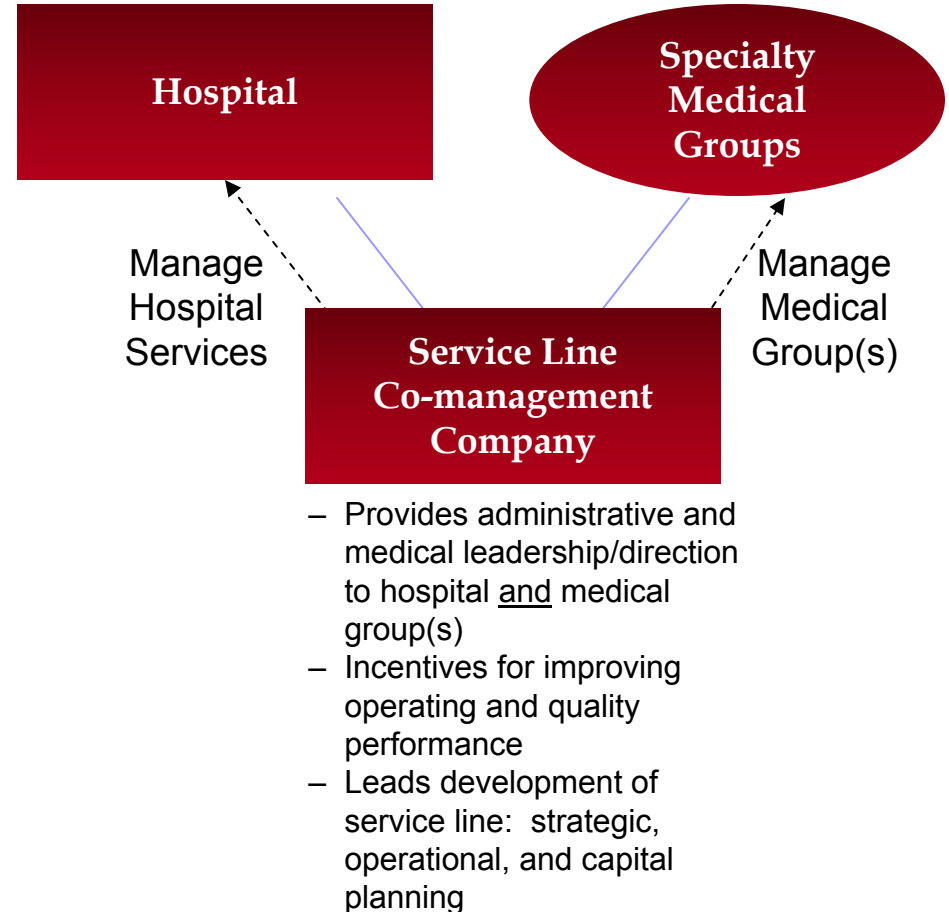 Hospital
Specialty
Medical
Groups
Manage
Hospital
Services
Manage
Medical
Group(s)
Service Line
Co-management
Company
– Provides administrative and
medical leadership/direction
to hospital and medical
group(s)
– Incentives for improving
operating and quality
performance
– Leads development of
service line: strategic,
operational, and capital
planning